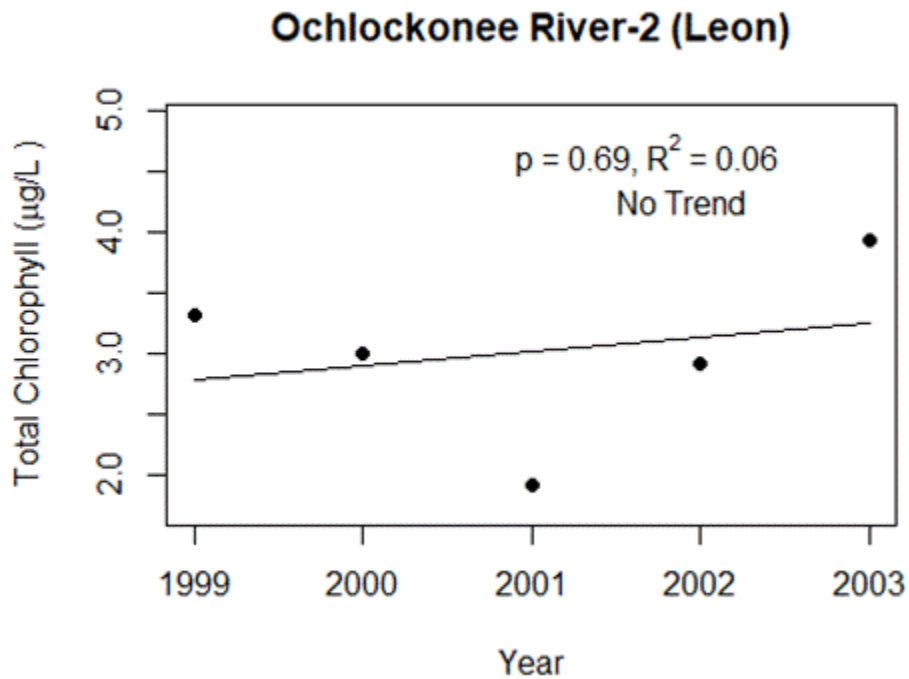 Ochlockonee River-2 (Leon)
p = 0.69, R² = 0.06
No Trend
Total Chlorophyll (µg/L )
5.0
4.0
3.0
2.0
1999 2000 2001 2002 2003
Year